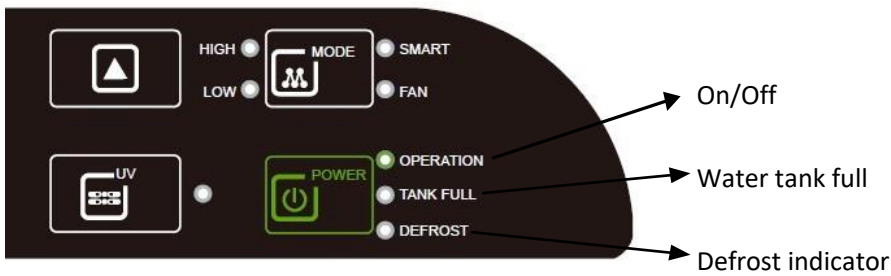 HIGH
MODE
SMART
LOW
FAN
On/Off
OPERATION
UV
POWER
TANK FULL
Water tank full
DEFROST
Defrost indicator